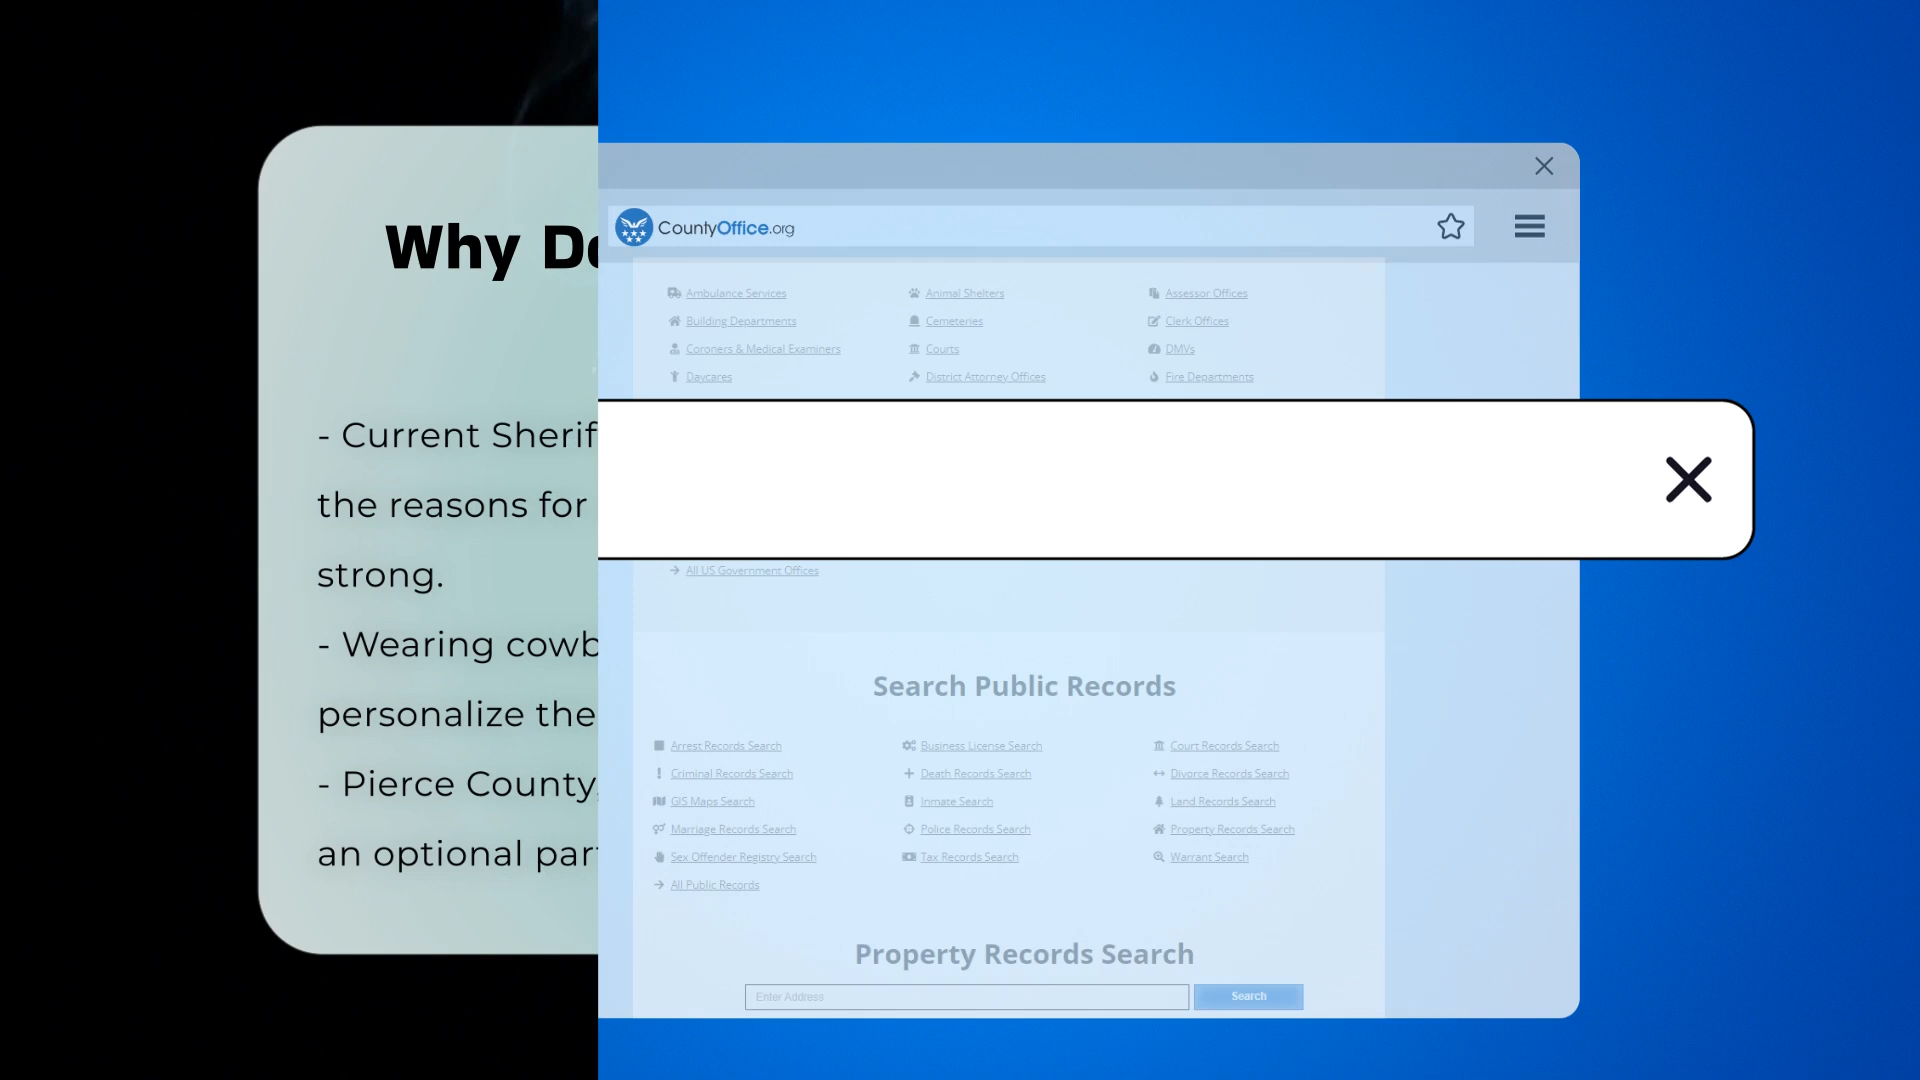 Why Do
- Current Sherif
the reasons for
strong.
- Wearing cowb
personalize the
- Pierce County,
an optional par
CountyOffice.org
Ambulance Services
Animal Shelters
Assessor Offices
Building Departments
Cemeteries
Clerk Offices
Coroners & Medical Examiners
Courts
DMVs
Daycares
District Attorney Offices
Fire Departments
All US Government Offices
Search Public Records
Arrest Records Search
Business License Search
Court Records Search
Criminal Records Search
Death Records Search
Divorce Records Search
GIS Maps Search
Inmate Search
Land Records Search
Marriage Records Search
Police Records Search
Property Records Search
Sex Offender Registry Search
Tax Records Search
Warrant Search
All Public Records
Property Records Search
Enter Address
Search